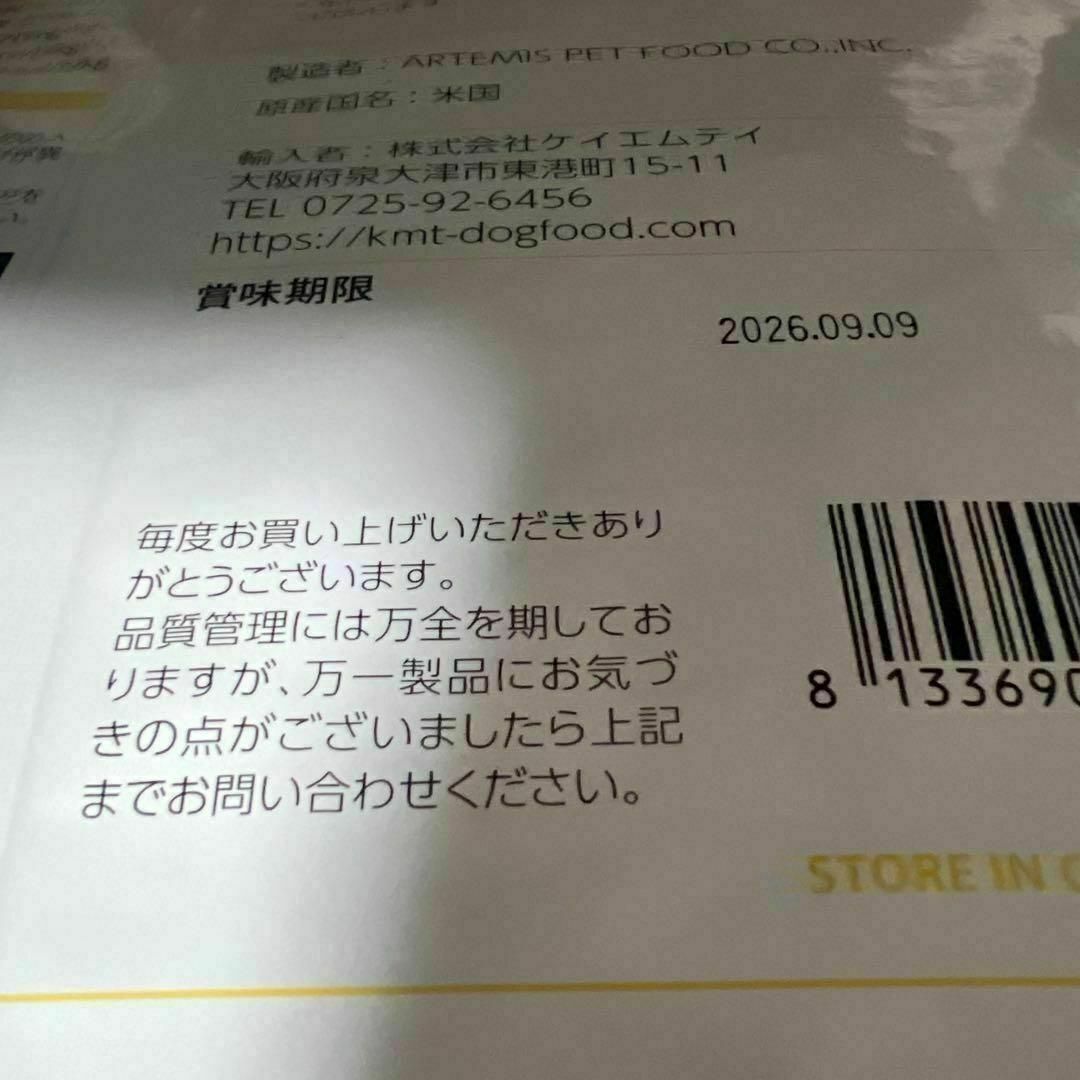 製造者：ARTEMIS PET FOOD CO.,INC.
原産国名：米国
輸入者：株式会社ケイエムテイ
大阪府泉大津市東港町15-11
TEL 0725-92-6456
https://kmt-dogfood.com
賞味期限
2026.09.09
毎度お買い上げいただきあり
がとうございます。
品質管理には万全を期してお
りますが、万一製品にお気づ
きの点がございましたら上記
までお問い合わせください。
8 133690
STORE IN